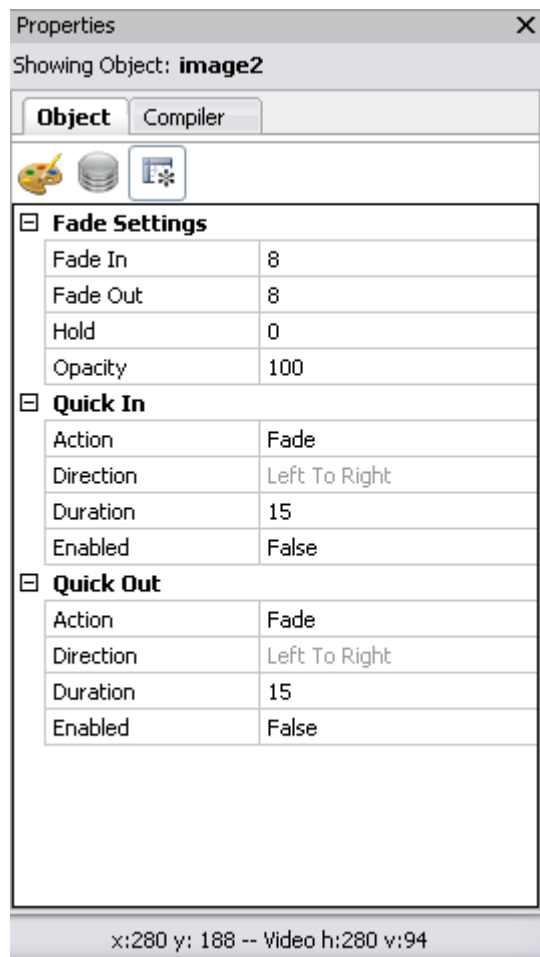 Properties
Showing Object: image2
Object Compiler
Fade Settings
Fade In 8
Fade Out 8
Hold 0
Opacity 100
Quick In
Action Fade
Direction Left To Right
Duration 15
Enabled False
Quick Out
Action Fade
Direction Left To Right
Duration 15
Enabled False
x:280 y: 188 -- Video h:280 v:94